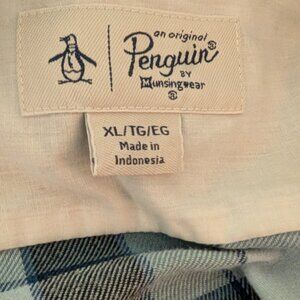 an original
Penguin®
BY
Munsingwear
®
XL/TG/EG
Made in
Indonesia